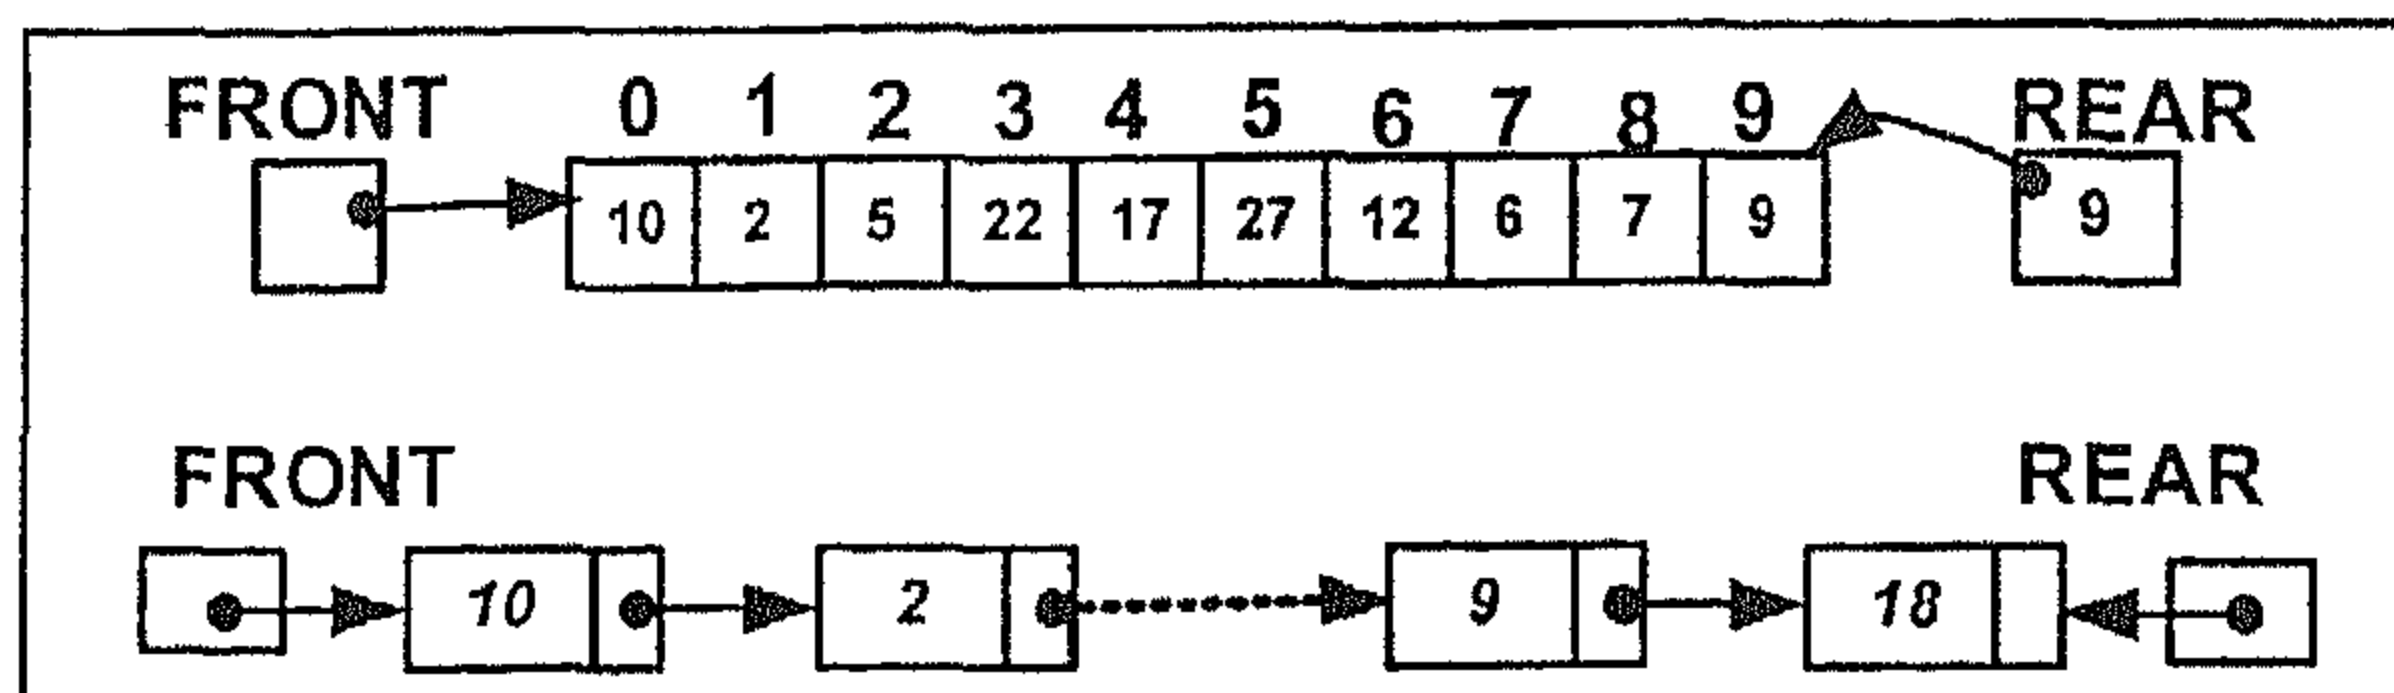 FRONT 0 1 2 3 4 5 6 7 8 9 REAR
10 2 5 22 17 27 12 6 7 9 9
FRONT REAR
10 2 9 18